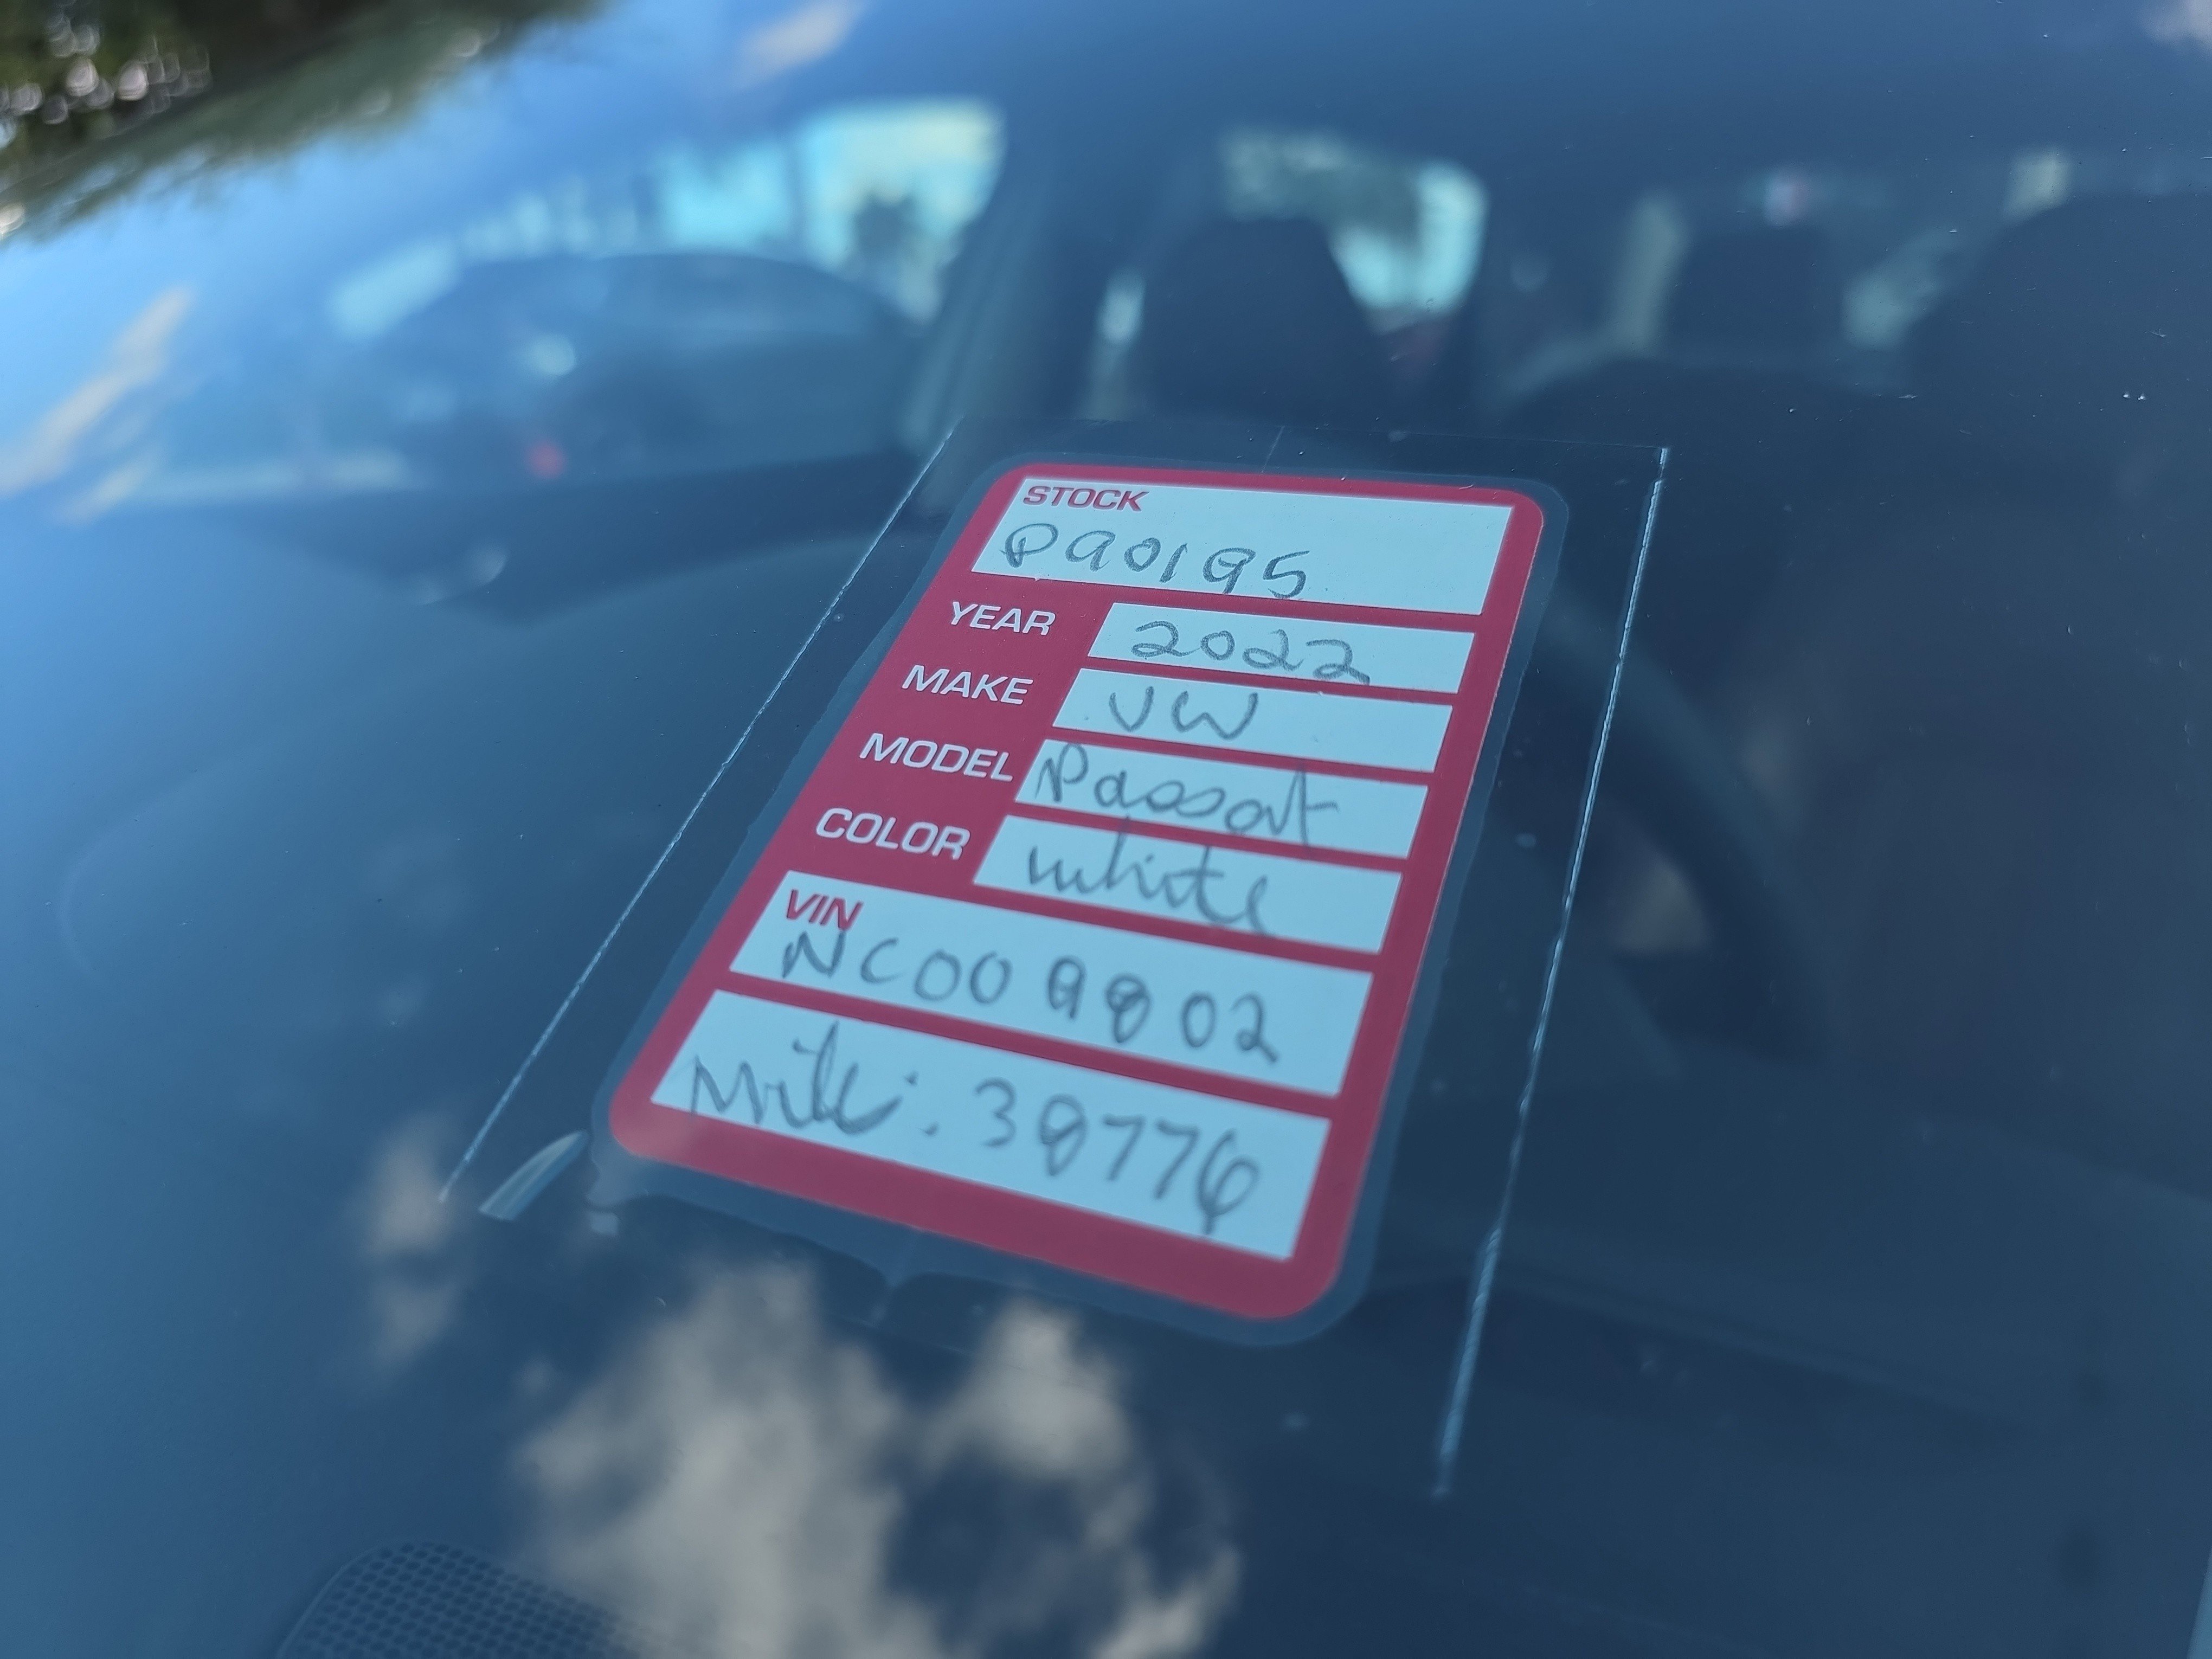 STOCK
P90195
YEAR 2022
MAKE VW
MODEL Passat
COLOR white
VIN
NC009802
Mile: 38776